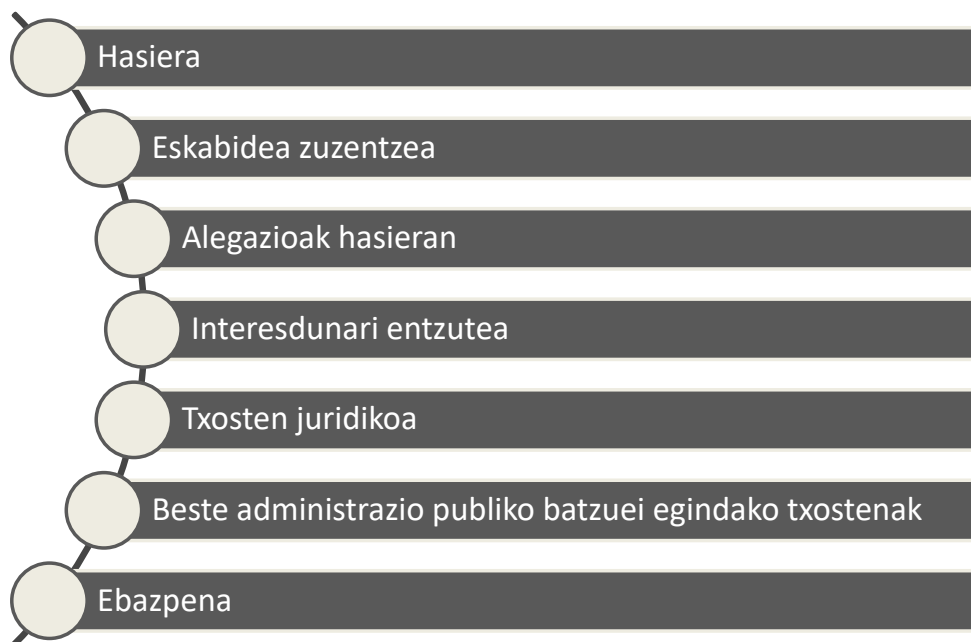 Hasiera
Eskabidea zuzentzea
Alegazioak hasieran
Interesdunari entzutea
Txosten juridikoa
Beste administrazio publiko batzuei egindako txostenak
Ebazpena